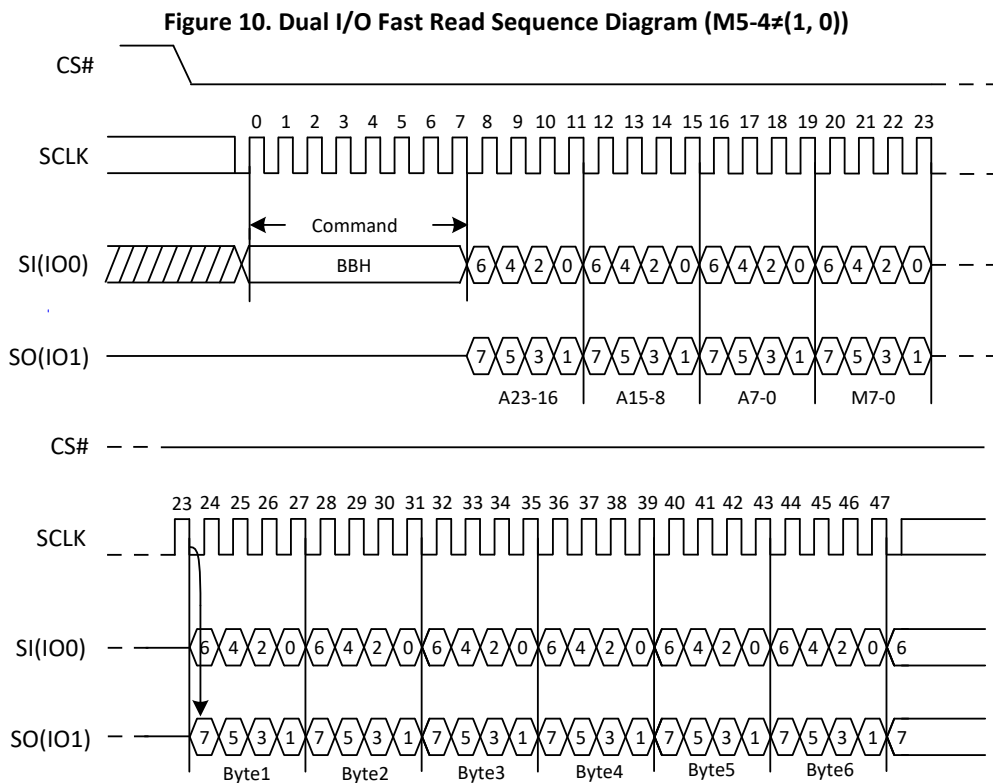 Figure 10. Dual I/O Fast Read Sequence Diagram (M5-4≠(1, 0))
CS#
0 1 2 3 4 5 6 7 8 9 10 11 12 13 14 15 16 17 18 19 20 21 22 23
SCLK
Command
SI(IO0) BBH 6 4 2 0 6 4 2 0 6 4 2 0 6 4 2 0
SO(IO1) 7 5 3 1 7 5 3 1 7 5 3 1 7 5 3 1
A23-16 A15-8 A7-0 M7-0
CS#
23 24 25 26 27 28 29 30 31 32 33 34 35 36 37 38 39 40 41 42 43 44 45 46 47
SCLK
SI(IO0) 6 4 2 0 6 4 2 0 6 4 2 0 6 4 2 0 6 4 2 0 6 4 2 0 6
SO(IO1) 7 5 3 1 7 5 3 1 7 5 3 1 7 5 3 1 7 5 3 1 7 5 3 1 7
Byte1 Byte2 Byte3 Byte4 Byte5 Byte6